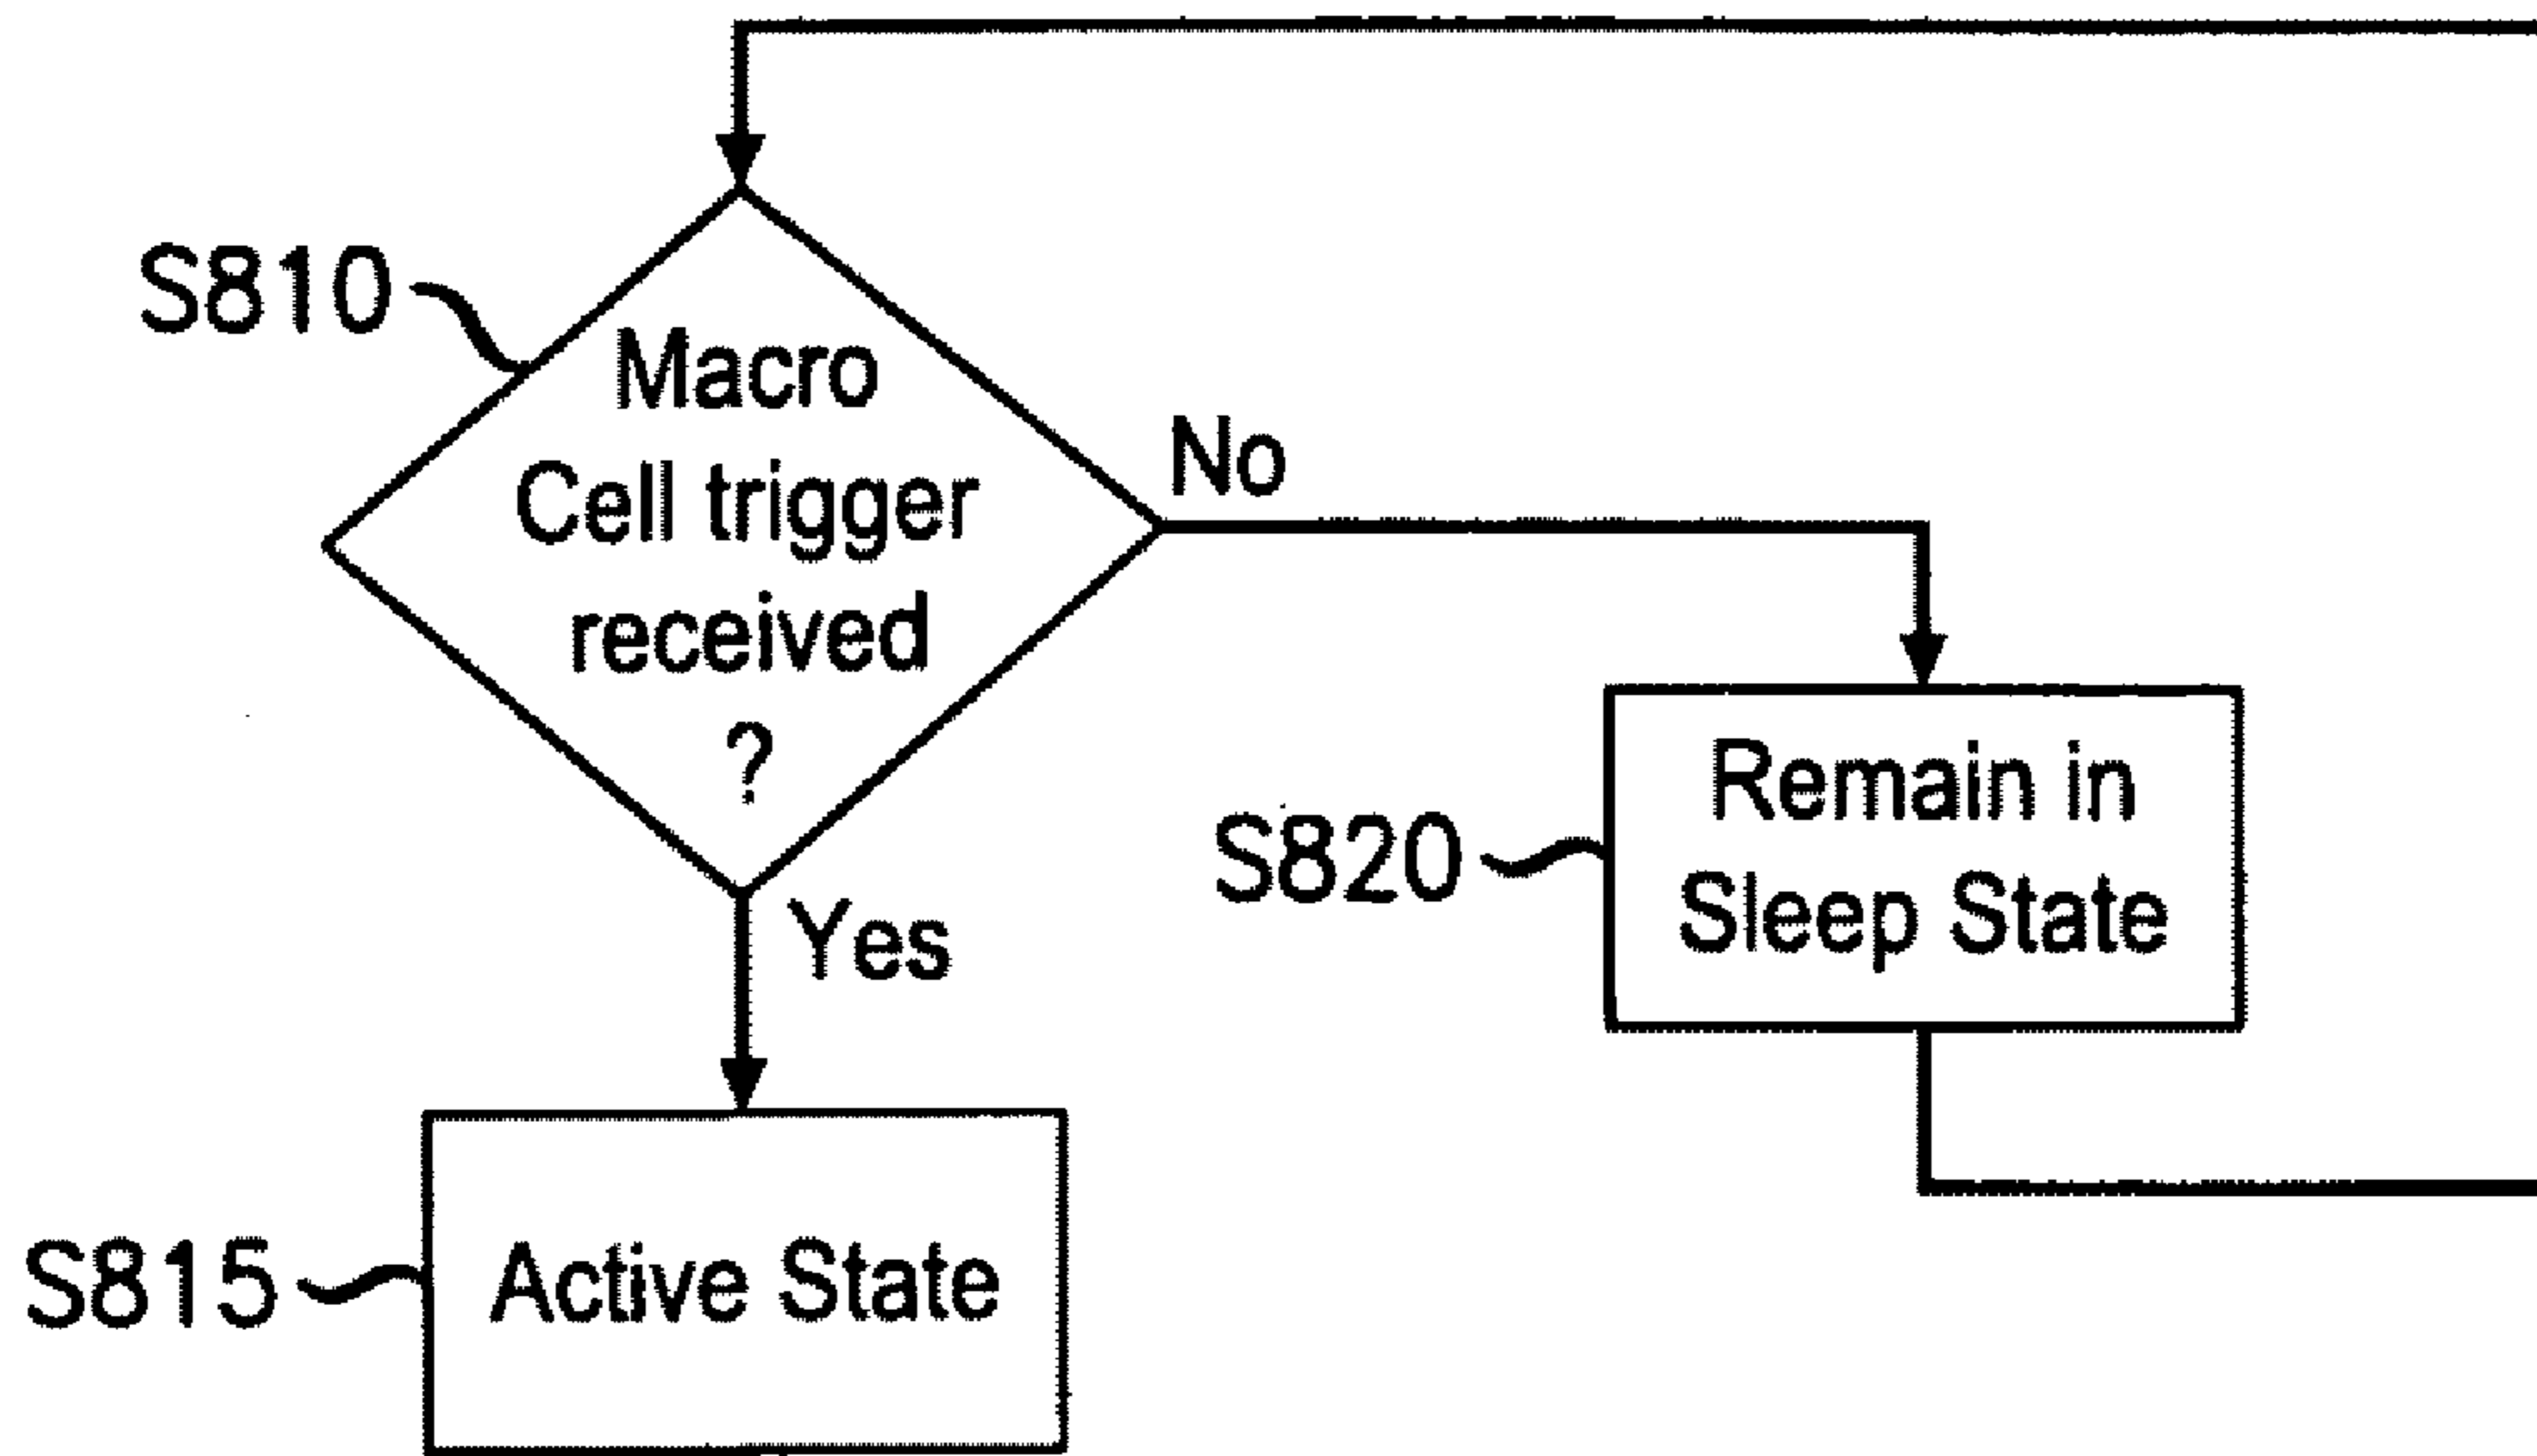 S810
Macro
Cell trigger
received
?
No
Yes
S820
Remain in
Sleep State
S815
Active State